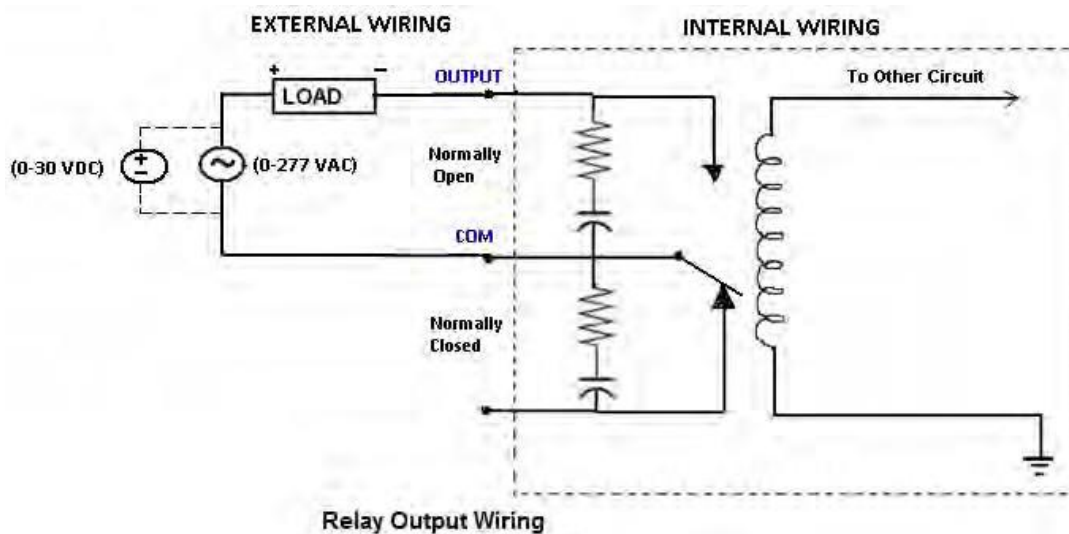 EXTERNAL WIRING
INTERNAL WIRING
+ −
LOAD
OUTPUT
To Other Circuit
(0-30 VDC)
+
−
(0-277 VAC)
Normally
Open
COM
Normally
Closed
Relay Output Wiring